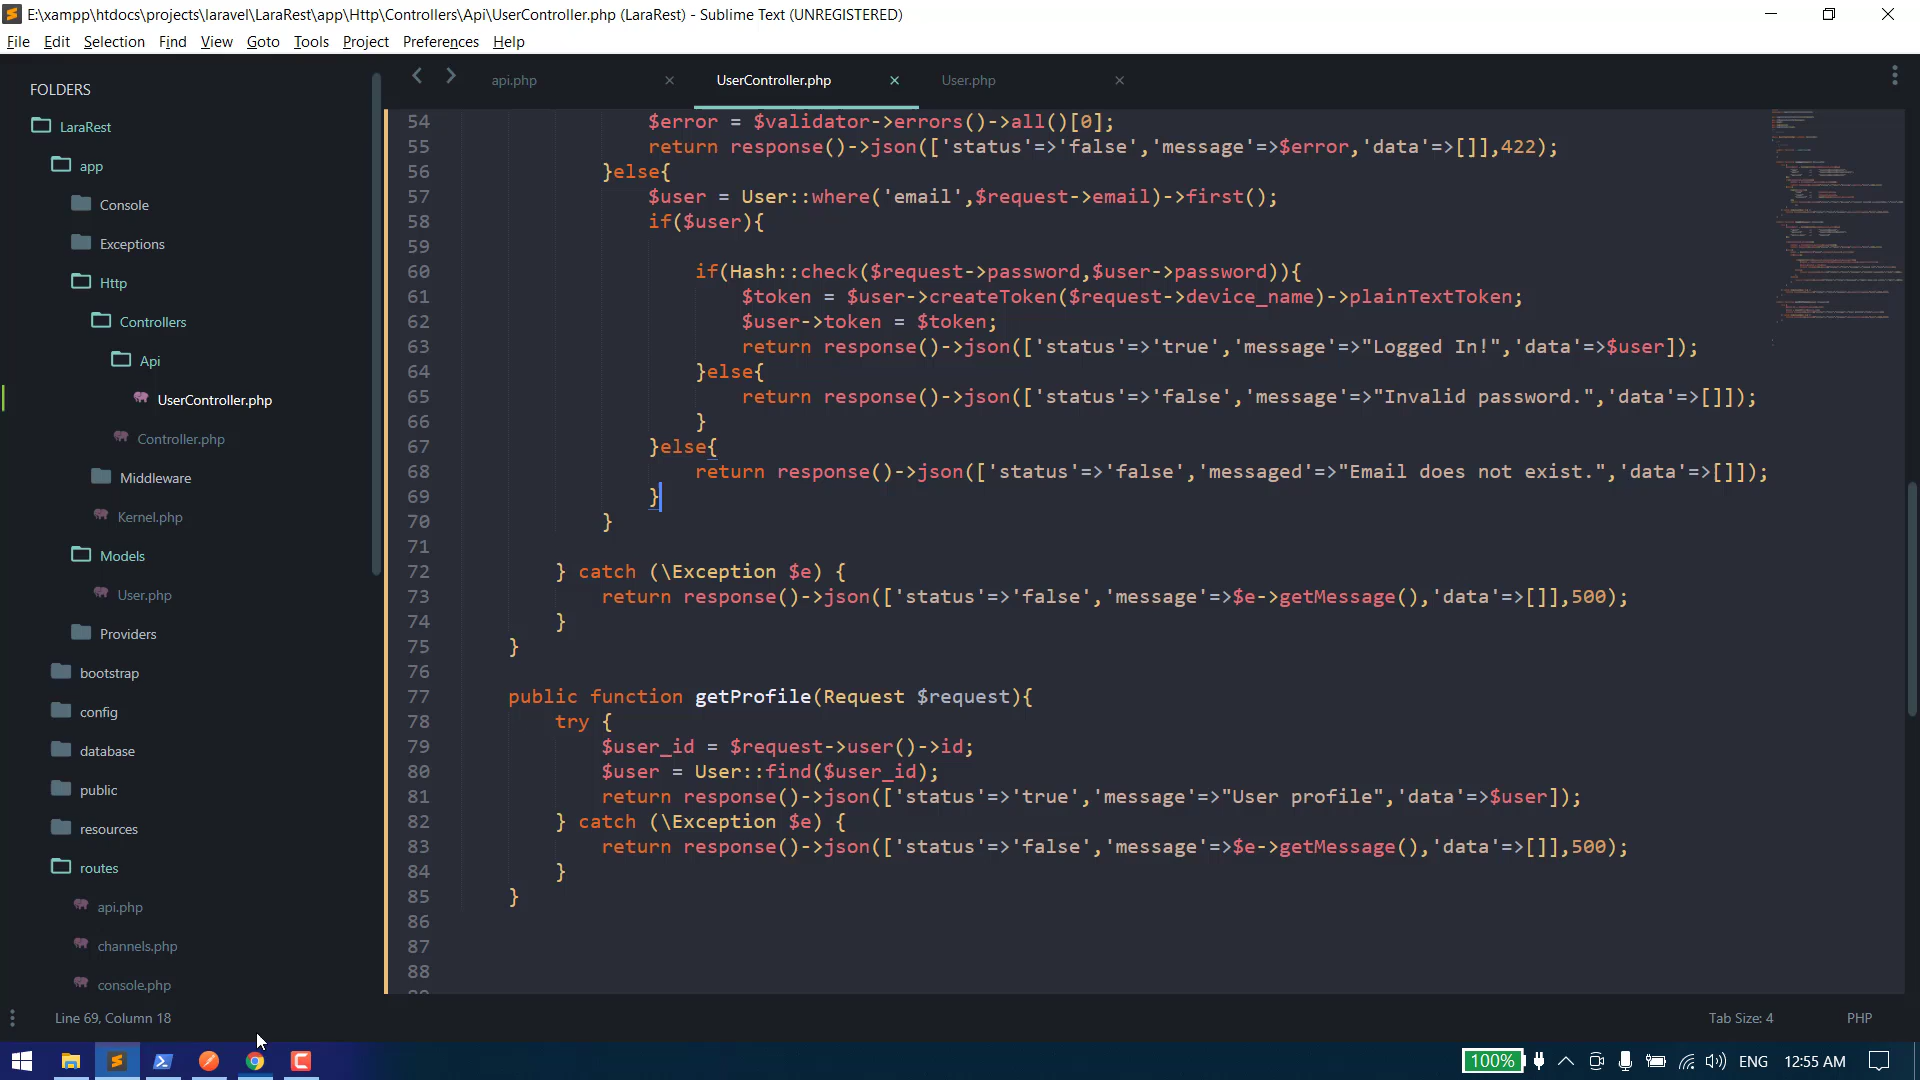 E:\xampp\htdocs\projects\laravel\LaraRest\app\Http\Controllers\Api\UserController.php (LaraRest) - Sublime Text (UNREGISTERED)
File Edit Selection Find View Goto Tools Project Preferences Help
FOLDERS
LaraRest
app
Console
Exceptions
Http
Controllers
Api
UserController.php
Controller.php
Middleware
Kernel.php
Models
User.php
Providers
bootstrap
config
database
public
resources
routes
api.php
channels.php
console.php
api.php UserController.php User.php
54 $error = $validator->errors()->all()[0];
55 return response()->json(['status'=>'false','message'=>$error,'data'=>[]],422);
56 }else{
57 $user = User::where('email',$request->email)->first();
58 if($user){
59
60 if(Hash::check($request->password,$user->password)){
61 $token = $user->createToken($request->device_name)->plainTextToken;
62 $user->token = $token;
63 return response()->json(['status'=>'true','message'=>"Logged In!",'data'=>$user]);
64 }else{
65 return response()->json(['status'=>'false','message'=>"Invalid password.",'data'=>[]]);
66 }
67 }else{
68 return response()->json(['status'=>'false','messaged'=>"Email does not exist.",'data'=>[]]);
69 }
70 }
71
72 } catch (\Exception $e) {
73 return response()->json(['status'=>'false','message'=>$e->getMessage(),'data'=>[]],500);
74 }
75 }
76
77 public function getProfile(Request $request){
78 try {
79 $user_id = $request->user()->id;
80 $user = User::find($user_id);
81 return response()->json(['status'=>'true','message'=>"User profile",'data'=>$user]);
82 } catch (\Exception $e) {
83 return response()->json(['status'=>'false','message'=>$e->getMessage(),'data'=>[]],500);
84 }
85 }
86
87
88
Line 69, Column 18
Tab Size: 4 PHP
100% ENG 12:55 AM